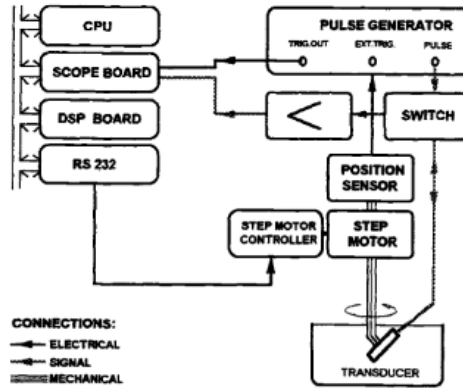 CPU
SCOPE BOARD
DSP BOARD
RS 232
PULSE GENERATOR
TRIG.OUT EXT.TRIG. PULSE
SWITCH
POSITION
SENSOR
STEP MOTOR
CONTROLLER
STEP
MOTOR
TRANSDUCER
CONNECTIONS:
ELECTRICAL
SIGNAL
MECHANICAL